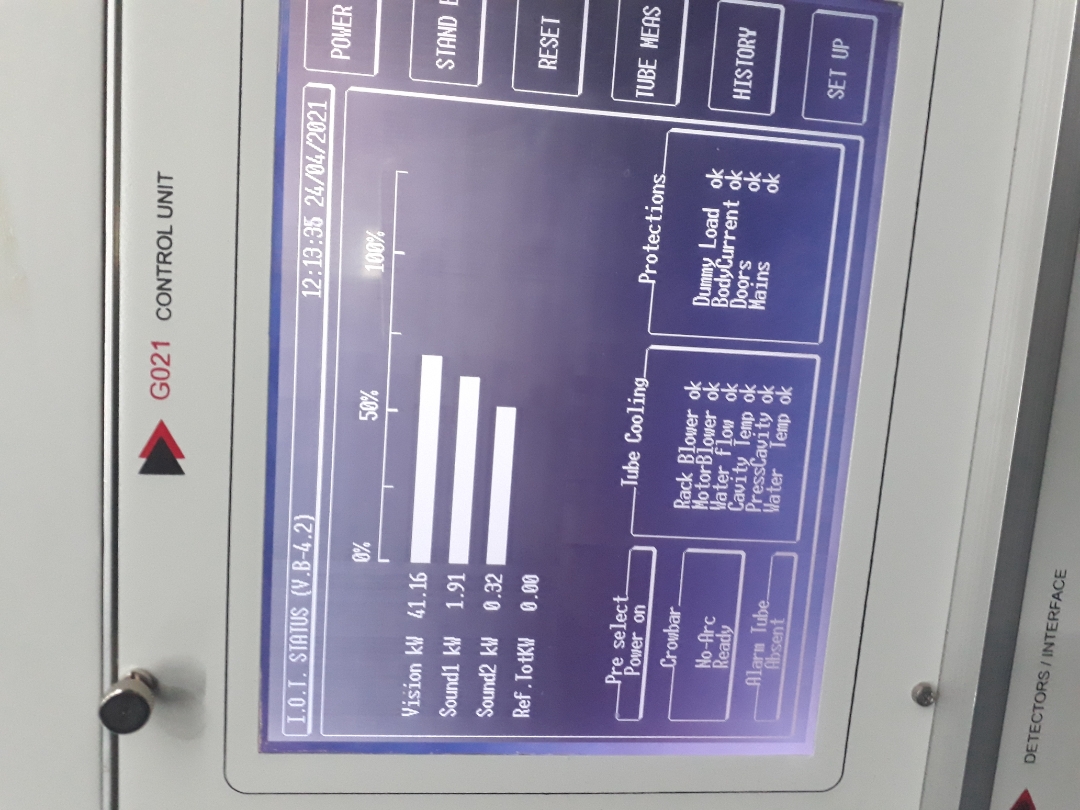 G021 CONTROL UNIT
I.O.T. STATUS (V.B-4.2) 12:13:35 24/04/2021
0% 50% 100%
Vision kW 41.16
Sound1 kW 1.91
Sound2 kW 0.32
Ref.TotKW 0.00
Pre select
Power on
Crowbar
No-Arc
Ready
Alarm Tube
Absent
Tube Cooling
Rack Blower ok
MotorBlower ok
Water flow ok
Cavity Temp ok
PressCavity ok
Water Temp ok
Protections
Dummy Load ok
BodyCurrent ok
Doors ok
Mains ok
POWER
STAND
RESET
TUBE MEAS
HISTORY
SET UP
DETECTORS / INTERFACE